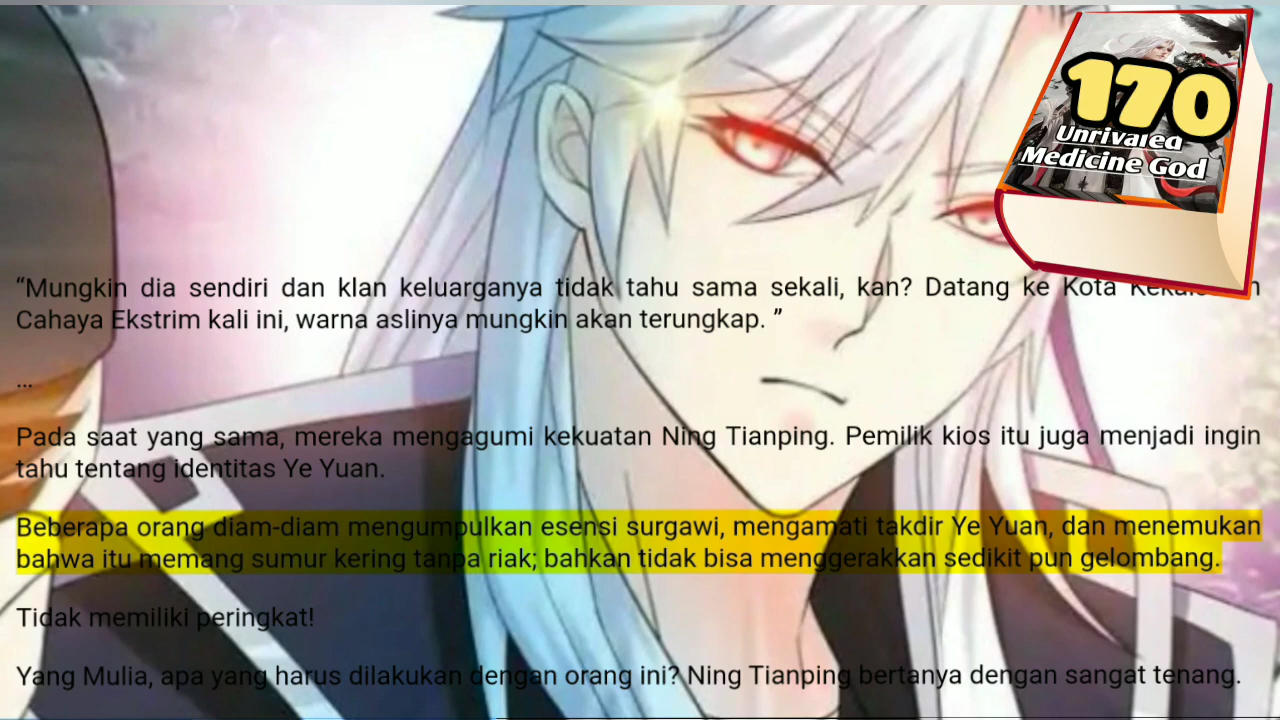 170
Unrivaled
Medicine God
“Mungkin dia sendiri dan klan keluarganya tidak tahu sama sekali, kan? Datang ke Kota
Cahaya Ekstrim kali ini, warna aslinya mungkin akan terungkap. ”
...
Pada saat yang sama, mereka mengagumi kekuatan Ning Tianping. Pemilik kios itu juga menjadi ingin
tahu tentang identitas Ye Yuan.
Beberapa orang diam-diam mengumpulkan esensi surgawi, mengamati takdir Ye Yuan, dan menemukan
bahwa itu memang sumur kering tanpa riak; bahkan tidak bisa menggerakkan sedikit pun gelombang.
Tidak memiliki peringkat!
Yang Mulia, apa yang harus dilakukan dengan orang ini? Ning Tianping bertanya dengan sangat tenang.